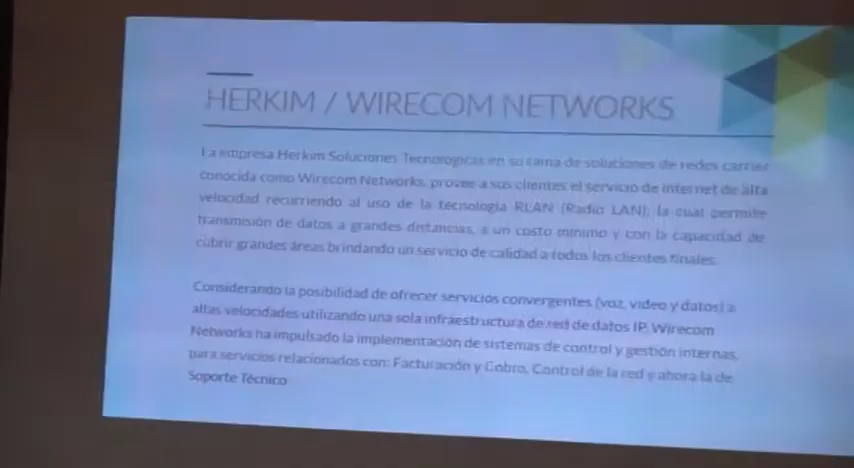 HERKIM / WIRECOM NETWORKS
La empresa Herkim Soluciones Tecnologicas en su rama de soluciones de redes carrier
conocida como Wirecom Networks, provee a sus clientes el servicio de internet de alta
velocidad recurriendo al uso de la tecnología RLAN (Radio LAN), la cual permite
transmisión de datos a grandes distancias, a un costo mínimo y con la capacidad de
cubrir grandes áreas brindando un servicio de calidad a todos los clientes finales.
Considerando la posibilidad de ofrecer servicios convergentes (voz, video y datos) a
altas velocidades utilizando una sola infraestructura de red de datos IP, Wirecom
Networks ha impulsado la implementación de sistemas de control y gestión internas,
para servicios relacionados con: Facturación y Cobro, Control de la red y ahora la de
Soporte Técnico